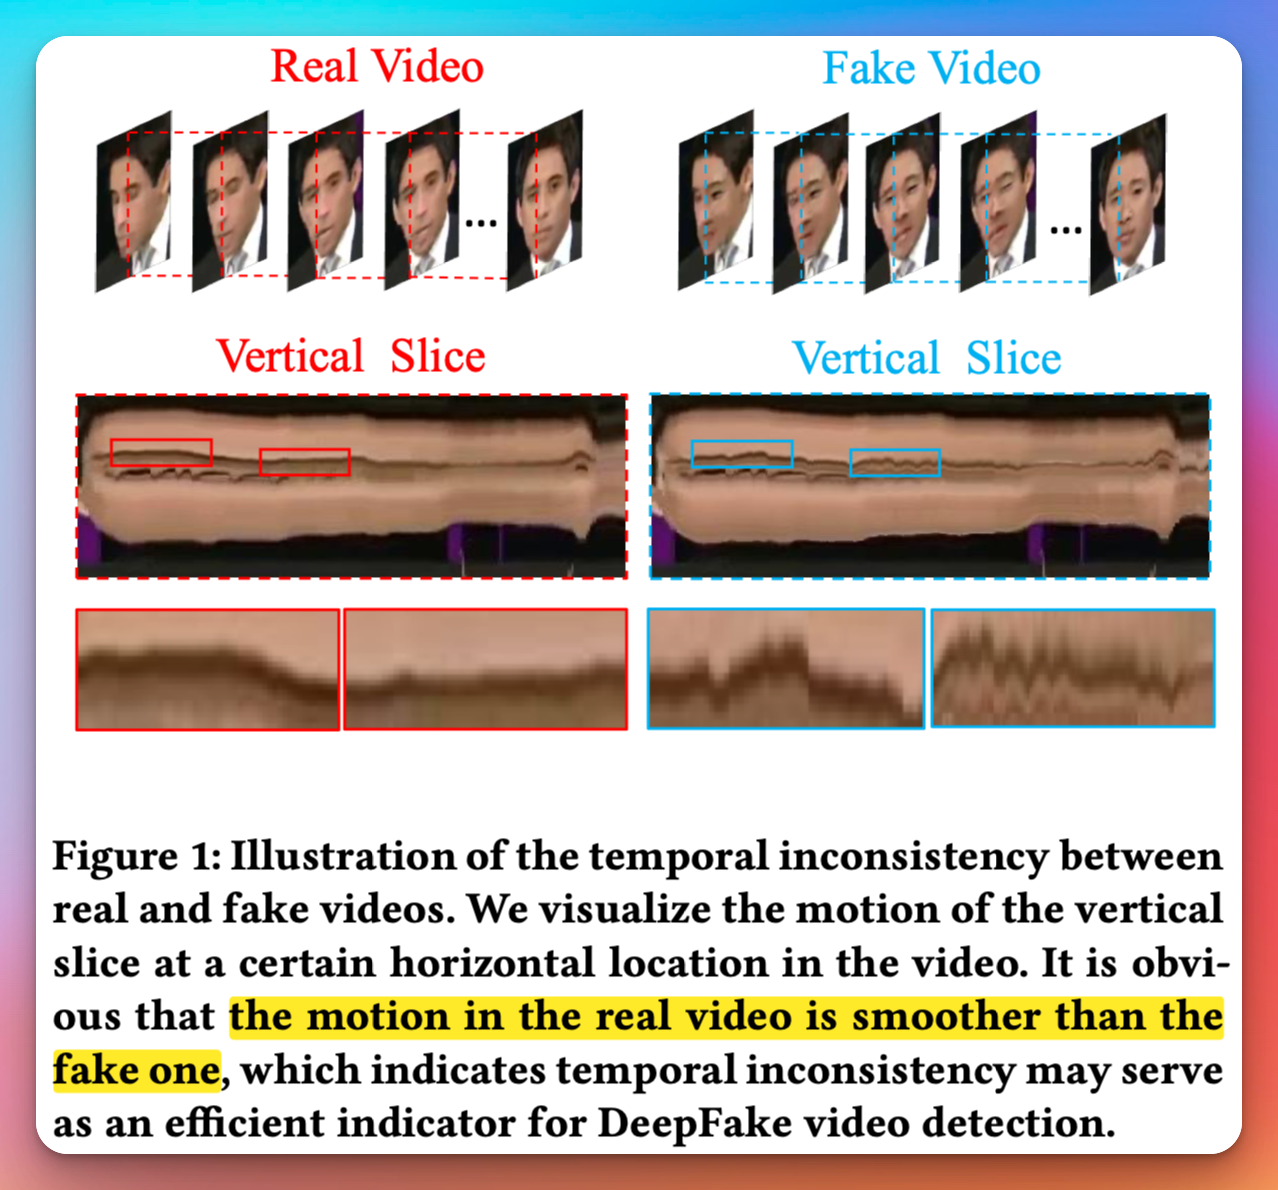 Real Video
Fake Video
...
...
Vertical Slice
Vertical Slice
Figure 1: Illustration of the temporal inconsistency between
real and fake videos. We visualize the motion of the vertical
slice at a certain horizontal location in the video. It is obvi-
ous that the motion in the real video is smoother than the
fake one, which indicates temporal inconsistency may serve
as an efficient indicator for DeepFake video detection.